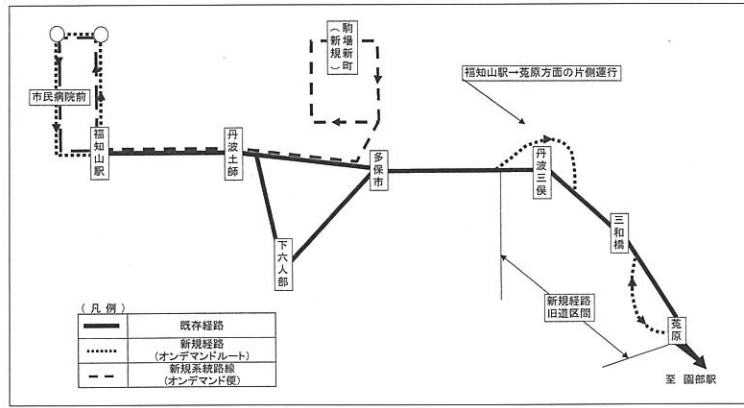 駒場新町
(新規)
福知山駅→菟原方面の片側運行
市民病院前
福知山駅
丹波土師
多保市
丹波三俣
下六人部
三和橋
新規経路
旧道区間
菟原
至 園部駅
(凡例)
既存経路
新規経路
(オンデマンドルート)
新規系統路線
(オンデマンド便)